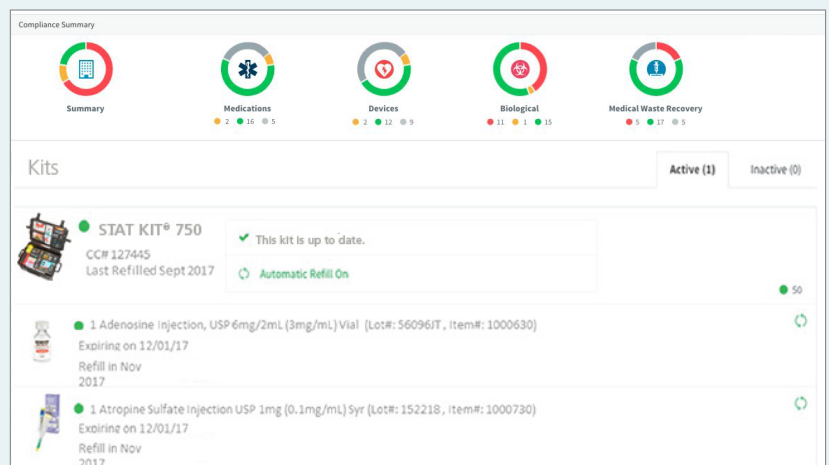 Compliance Summary
Summary
Medications
2 16 5
Devices
2 12 9
Biological
11 1 15
Medical Waste Recovery
5 17 5
Kits
Active (1)
Inactive (0)
STAT KIT® 750
CC# 127445
Last Refilled Sept 2017
This kit is up to date.
Automatic Refill On
50
1 Adenosine Injection, USP 6mg/2mL (3mg/mL) Vial (Lot#: 56096JT, Item#: 1000630)
Expiring on 12/01/17
Refill in Nov
2017
1 Atropine Sulfate Injection USP 1mg (0.1mg/mL) Syr (Lot#: 152218, Item#: 1000730)
Expiring on 12/01/17
Refill in Nov
2017